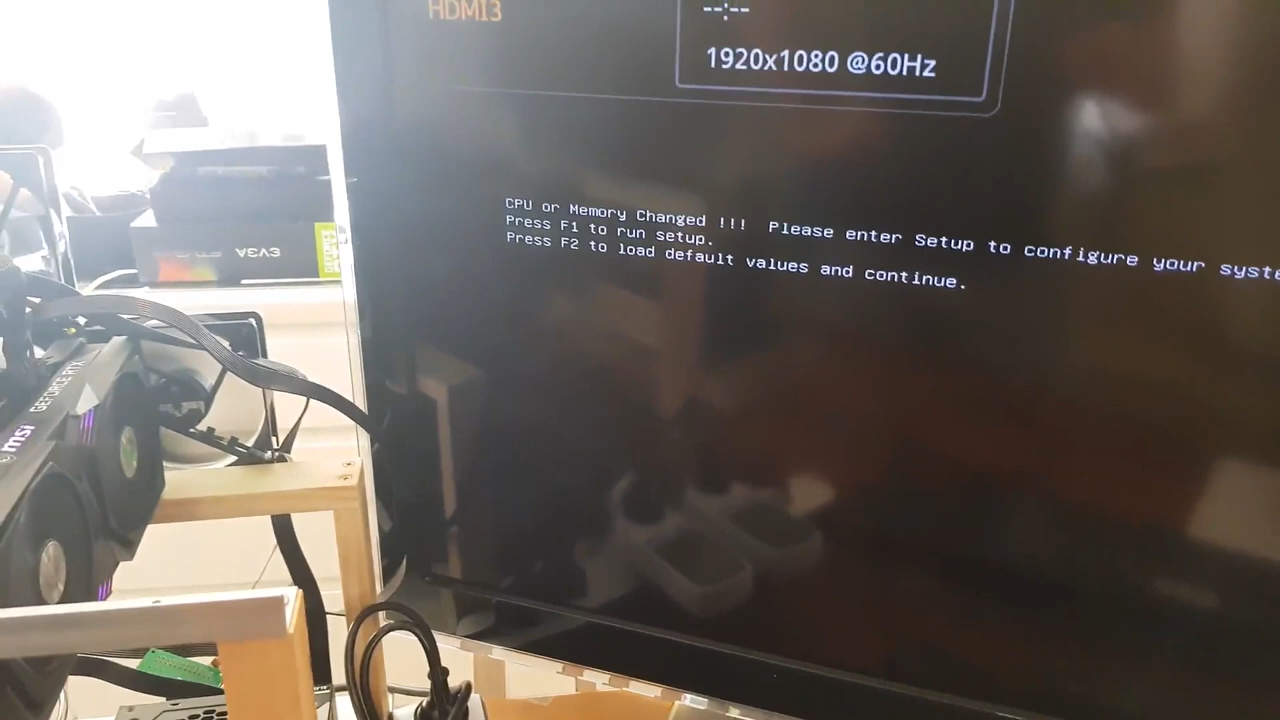 HDMI3
--:--
1920x1080 @60Hz
CPU or Memory Changed !!!  Please enter Setup to configure your syste
Press F1 to run setup.
Press F2 to load default values and continue.
msi
GEFORCE RTX